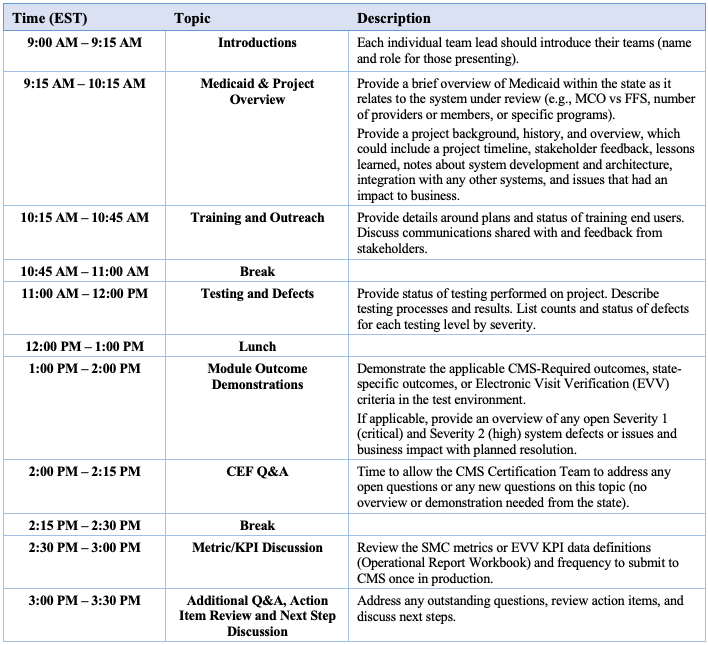 Time (EST) Topic Description
9:00 AM – 9:15 AM Introductions Each individual team lead should introduce their teams (name
and role for those presenting).
9:15 AM – 10:15 AM Medicaid & Project Provide a brief overview of Medicaid within the state as it
Overview relates to the system under review (e.g., MCO vs FFS, number
of providers or members, or specific programs).
Provide a project background, history, and overview, which
could include a project timeline, stakeholder feedback, lessons
learned, notes about system development and architecture,
integration with any other systems, and issues that had an
impact to business.
10:15 AM – 10:45 AM Training and Outreach Provide details around plans and status of training end users.
Discuss communications shared with and feedback from
stakeholders.
10:45 AM – 11:00 AM Break
11:00 AM – 12:00 PM Testing and Defects Provide status of testing performed on project. Describe
testing processes and results. List counts and status of defects
for each testing level by severity.
12:00 PM – 1:00 PM Lunch
1:00 PM – 2:00 PM Module Outcome Demonstrate the applicable CMS-Required outcomes, state-
Demonstrations specific outcomes, or Electronic Visit Verification (EVV)
criteria in the test environment.
If applicable, provide an overview of any open Severity 1
(critical) and Severity 2 (high) system defects or issues and
business impact with planned resolution.
2:00 PM – 2:15 PM CEF Q&A Time to allow the CMS Certification Team to address any
open questions or any new questions on this topic (no
overview or demonstration needed from the state).
2:15 PM – 2:30 PM Break
2:30 PM – 3:00 PM Metric/KPI Discussion Review the SMC metrics or EVV KPI data definitions
(Operational Report Workbook) and frequency to submit to
CMS once in production.
3:00 PM – 3:30 PM Additional Q&A, Action Address any outstanding questions, review action items, and
Item Review and Next Step discuss next steps.
Discussion